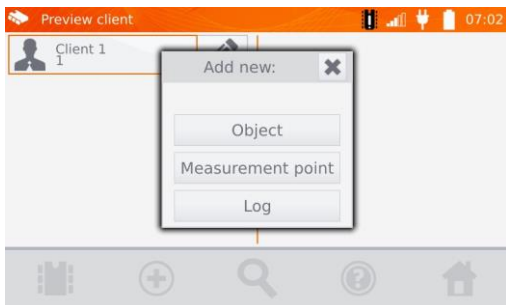 Preview client
07:02
Client 1
1
Add new:
Object
Measurement point
Log